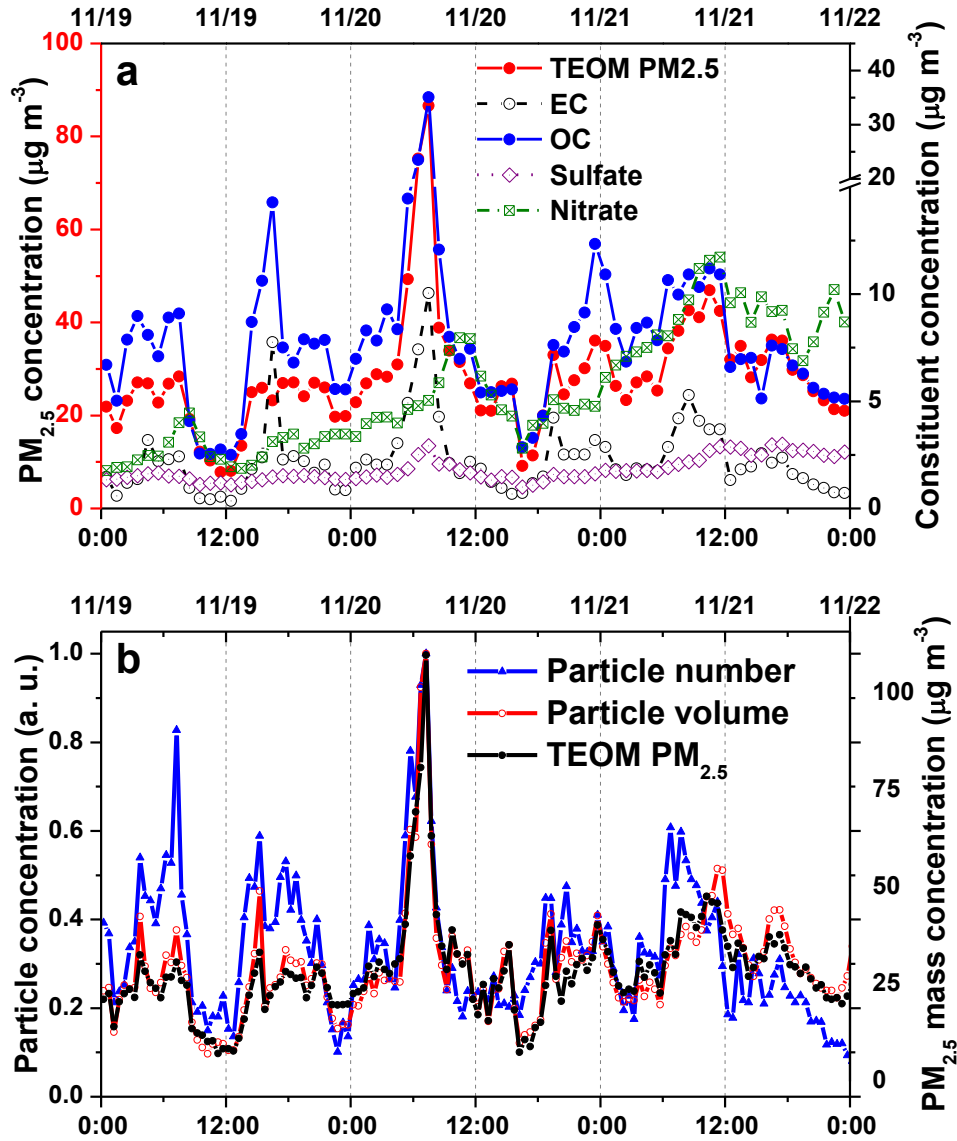 11/19 11/19 11/20 11/20 11/21 11/21 11/22
a
TEOM PM2.5
EC
OC
Sulfate
Nitrate
PM2.5 concentration (μg m-3)
100
80
60
40
20
0
Constituent concentration (μg m-3)
40
30
20
10
5
0
0:00 12:00 0:00 12:00 0:00 12:00 0:00
11/19 11/19 11/20 11/20 11/21 11/21 11/22
b
Particle number
Particle volume
TEOM PM2.5
Particle concentration (a. u.)
1.0
0.8
0.6
0.4
0.2
0.0
PM2.5 mass concentration (μg m-3)
100
75
50
25
0
0:00 12:00 0:00 12:00 0:00 12:00 0:00